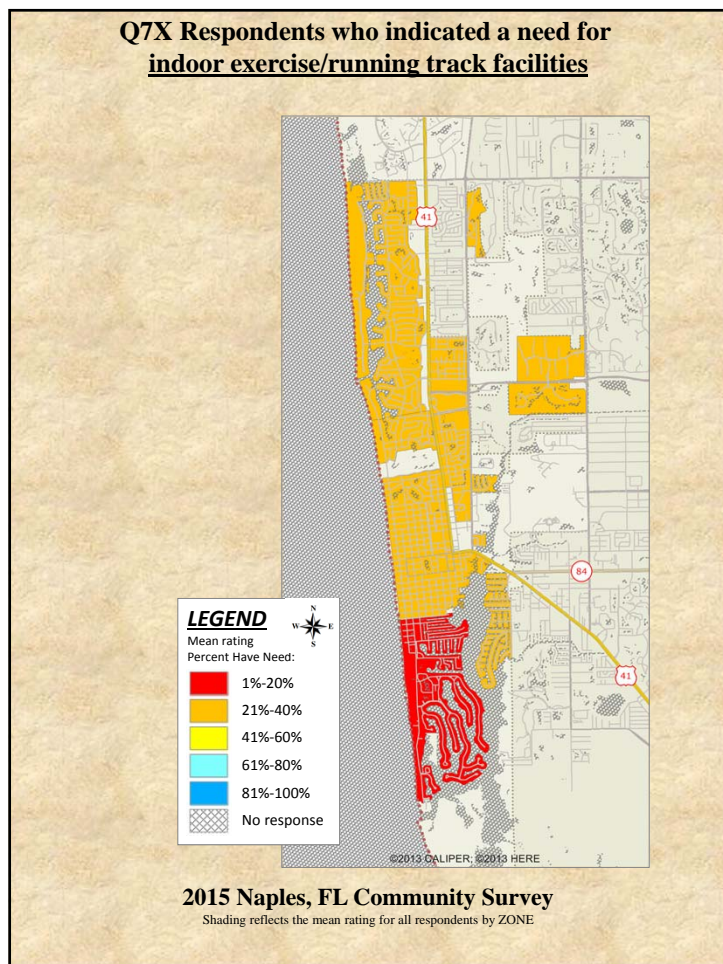 Q7X Respondents who indicated a need for
indoor exercise/running track facilities
41
84
41
LEGEND
N
W E
S
Mean rating
Percent Have Need:
1%-20%
21%-40%
41%-60%
61%-80%
81%-100%
No response
©2013 CALIPER; ©2013 HERE
2015 Naples, FL Community Survey
Shading reflects the mean rating for all respondents by ZONE